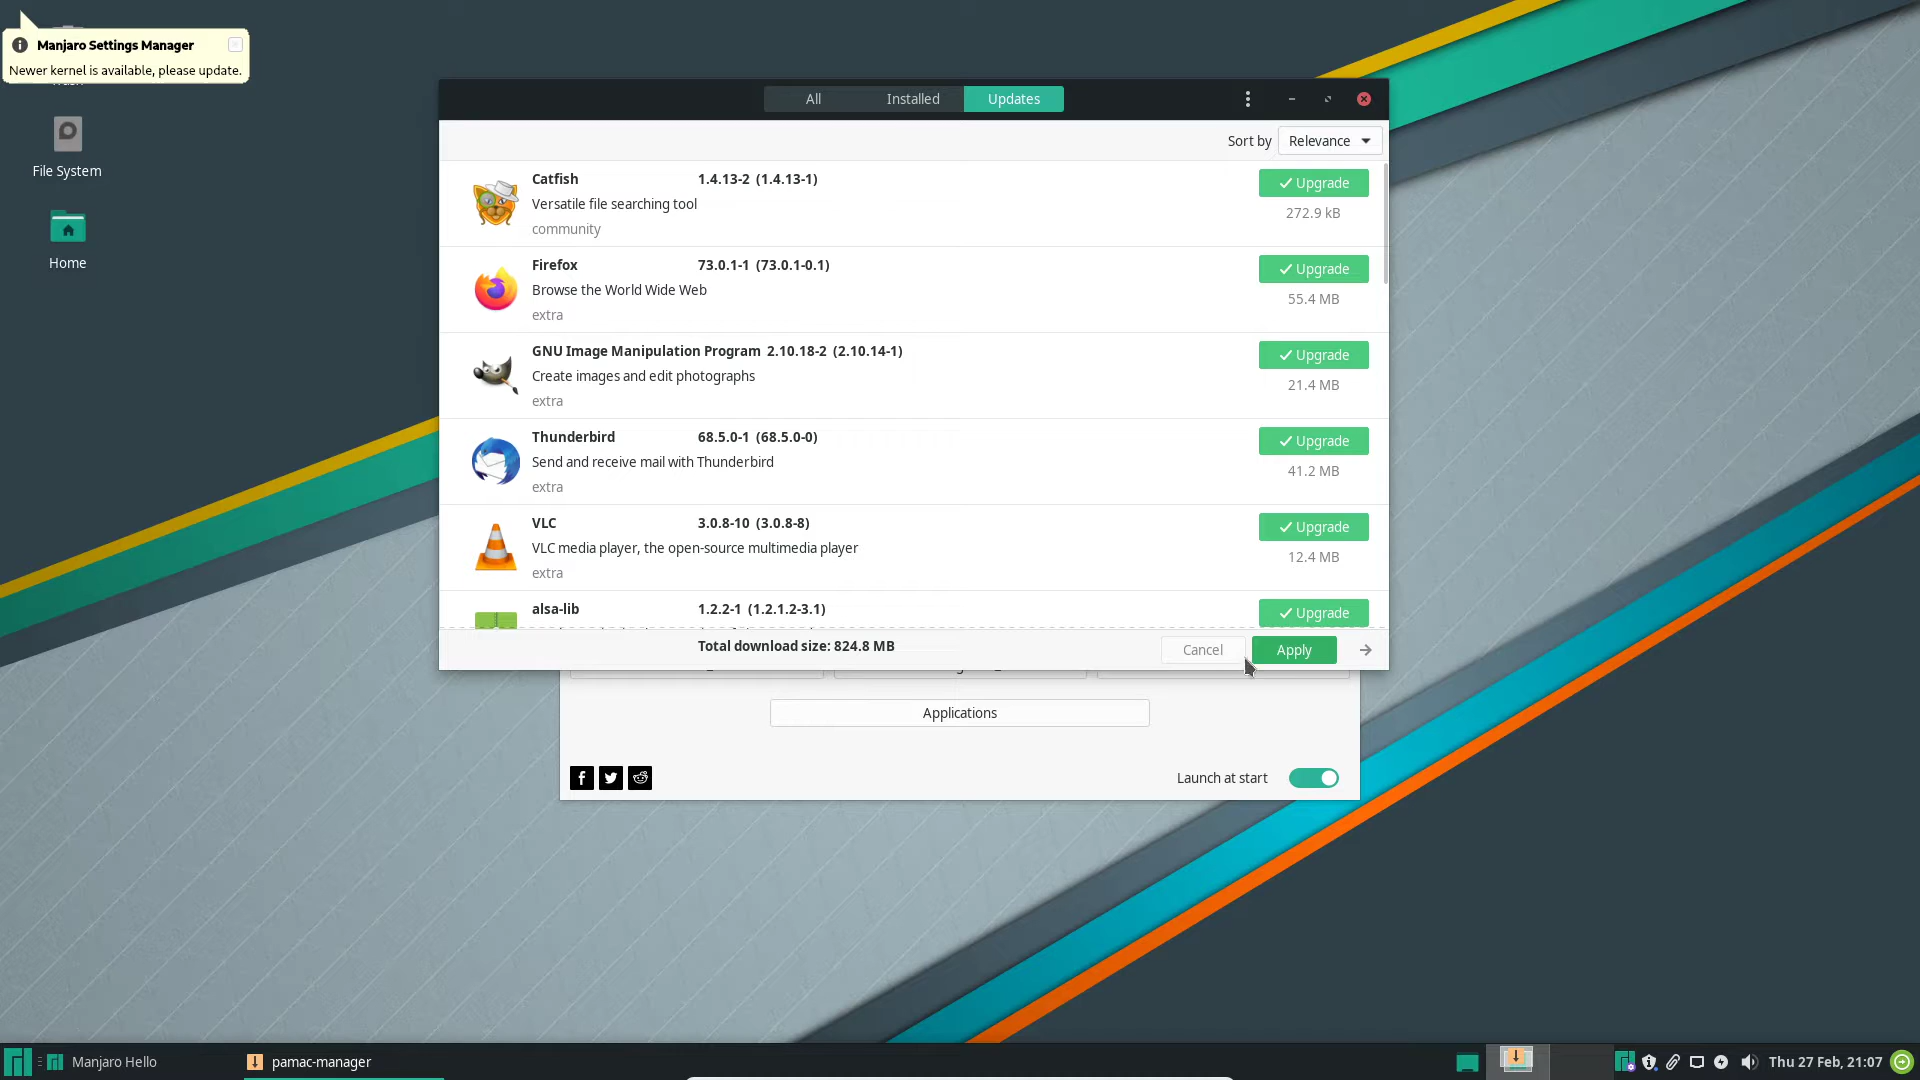 Manjaro Settings Manager
Newer kernel is available, please update.
File System
Home
All Installed Updates
Sort by Relevance
Catfish 1.4.13-2 (1.4.13-1) Upgrade
Versatile file searching tool 272.9 kB
community
Firefox 73.0.1-1 (73.0.1-0.1) Upgrade
Browse the World Wide Web 55.4 MB
extra
GNU Image Manipulation Program 2.10.18-2 (2.10.14-1) Upgrade
Create images and edit photographs 21.4 MB
extra
Thunderbird 68.5.0-1 (68.5.0-0) Upgrade
Send and receive mail with Thunderbird 41.2 MB
extra
VLC 3.0.8-10 (3.0.8-8) Upgrade
VLC media player, the open-source multimedia player 12.4 MB
extra
alsa-lib 1.2.2-1 (1.2.1.2-3.1) Upgrade
Total download size: 824.8 MB Cancel Apply
Applications
Launch at start
Manjaro Hello pamac-manager Thu 27 Feb, 21:07